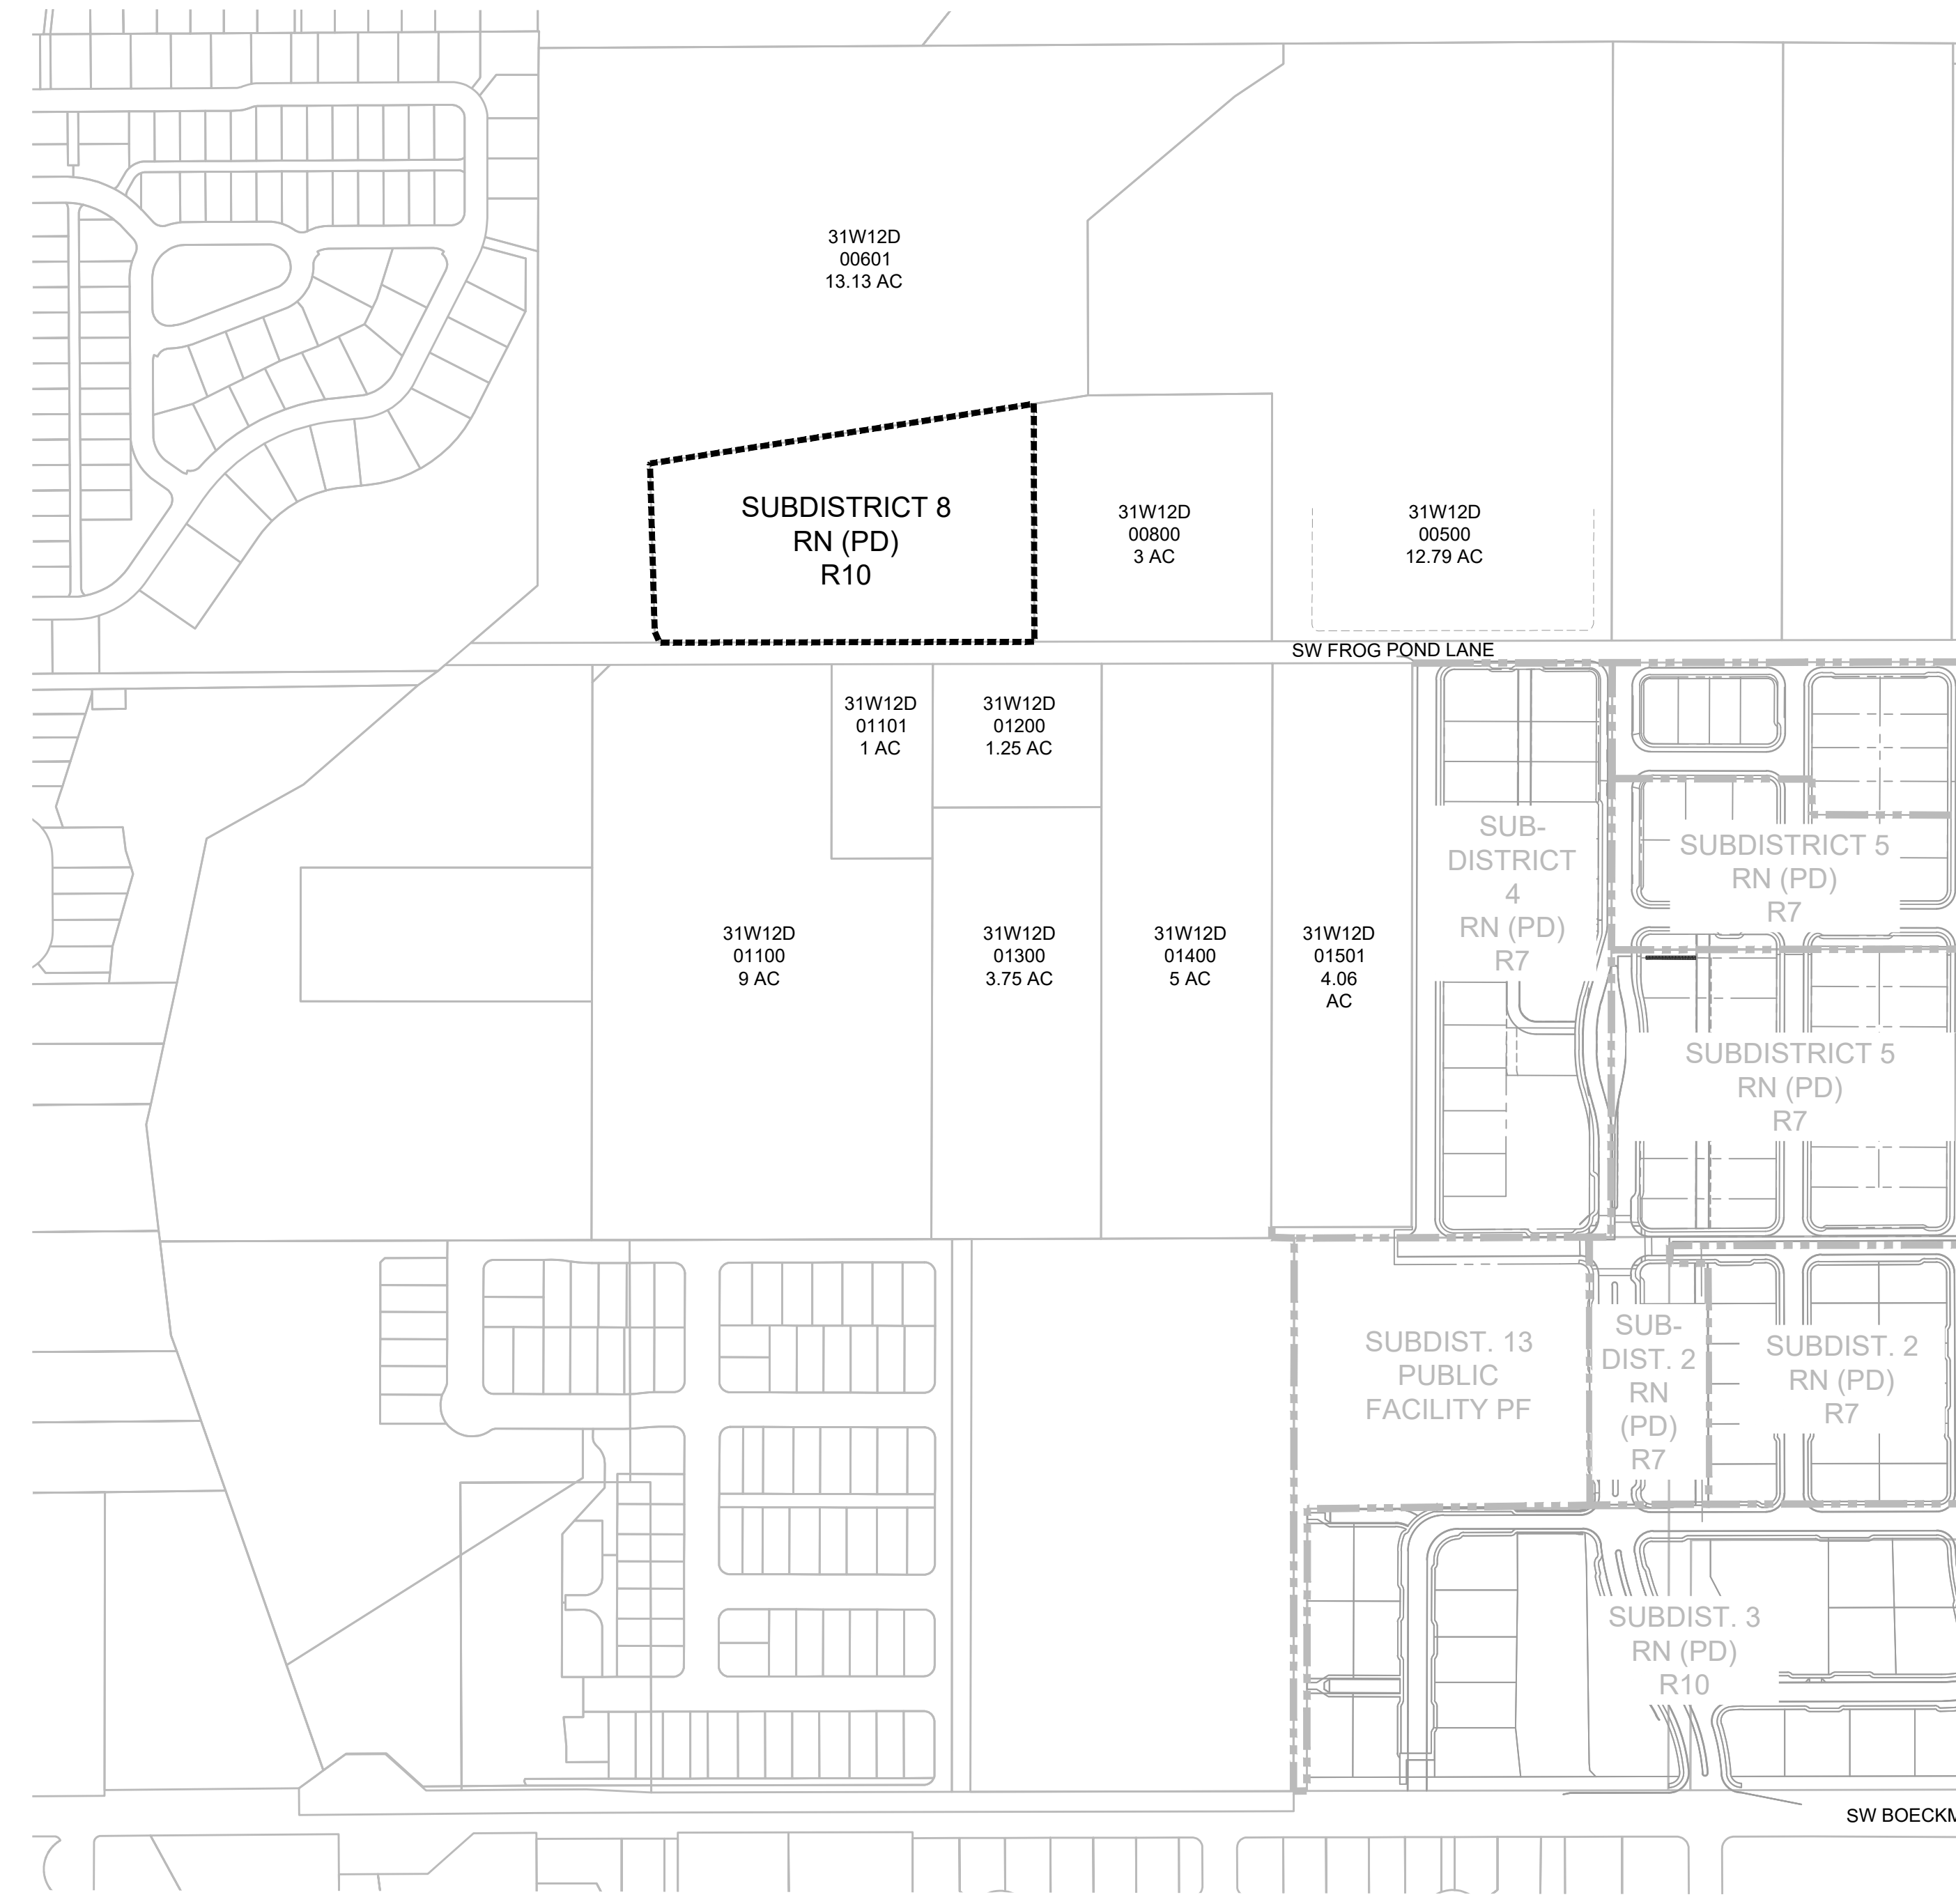 31W12D
00601
13.13 AC
SUBDISTRICT 8
RN (PD)
R10
31W12D
00800
3 AC
31W12D
00500
12.79 AC
SW FROG POND LANE
31W12D
01101
1 AC
31W12D
01200
1.25 AC
SUB-
DISTRICT
4
RN (PD)
R7
SUBDISTRICT 5
RN (PD)
R7
31W12D
01100
9 AC
31W12D
01300
3.75 AC
31W12D
01400
5 AC
31W12D
01501
4.06
AC
SUBDISTRICT 5
RN (PD)
R7
SUBDIST. 13
PUBLIC
FACILITY PF
SUB-
DIST. 2
RN
(PD)
R7
SUBDIST. 2
RN (PD)
R7
SUBDIST. 3
RN (PD)
R10
SW BOECKM